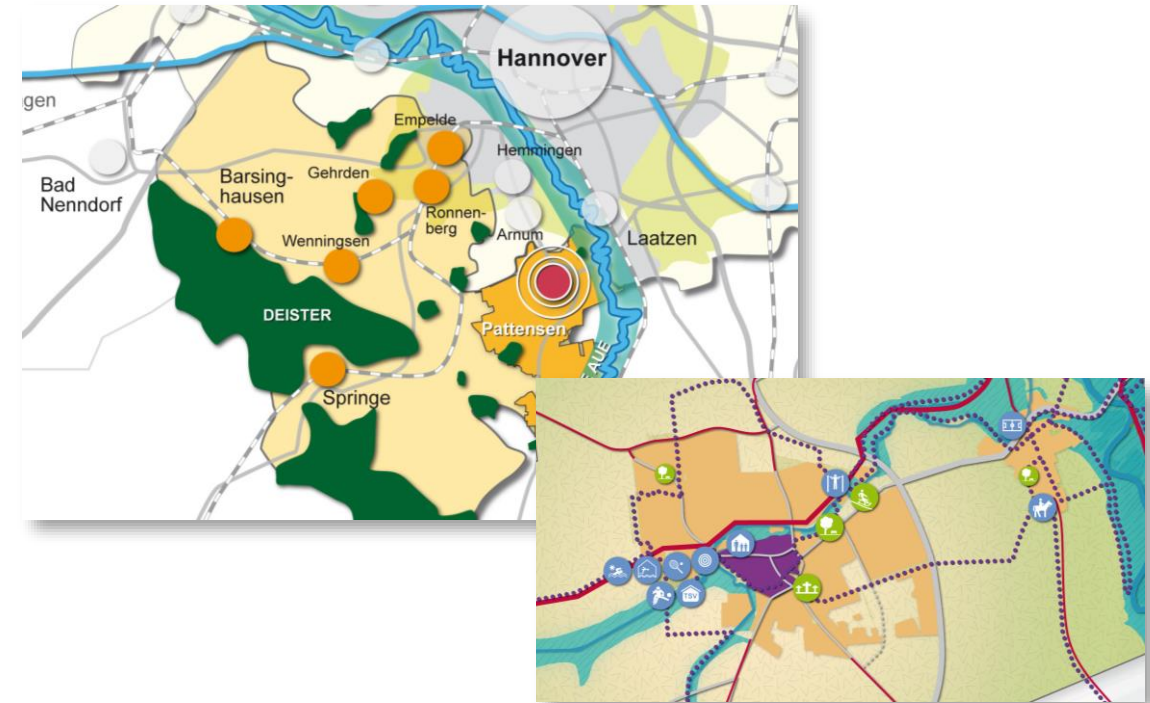 Hannover
gen
Empelde
Hemmingen
Bad
Nenndorf
Barsing-
hausen
Gehrden
Ronnen-
berg
Wenningsen
Arnum
Laatzen
DEISTER
Pattensen
AUE
Springe
TSV